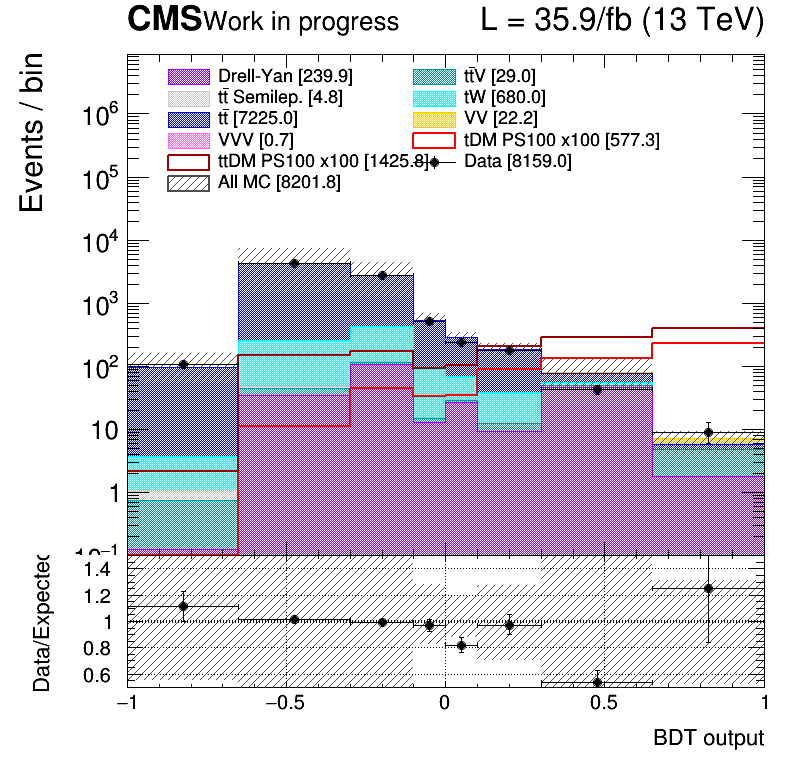 CMS Work in progress L = 35.9/fb (13 TeV)
Events / bin
Drell-Yan [239.9] tt̄V [29.0]
tt̄ Semilep. [4.8] tW [680.0]
tt̄ [7225.0] VV [22.2]
VVV [0.7] tDM PS100 x100 [577.3]
ttDM PS100 x100 [1425.8] Data [8159.0]
All MC [8201.8]
10⁶
10⁵
10⁴
10³
10²
10
1
10⁻¹
Data/Expected
1.4
1.2
1
0.8
0.6
−1 −0.5 0 0.5 1
BDT output